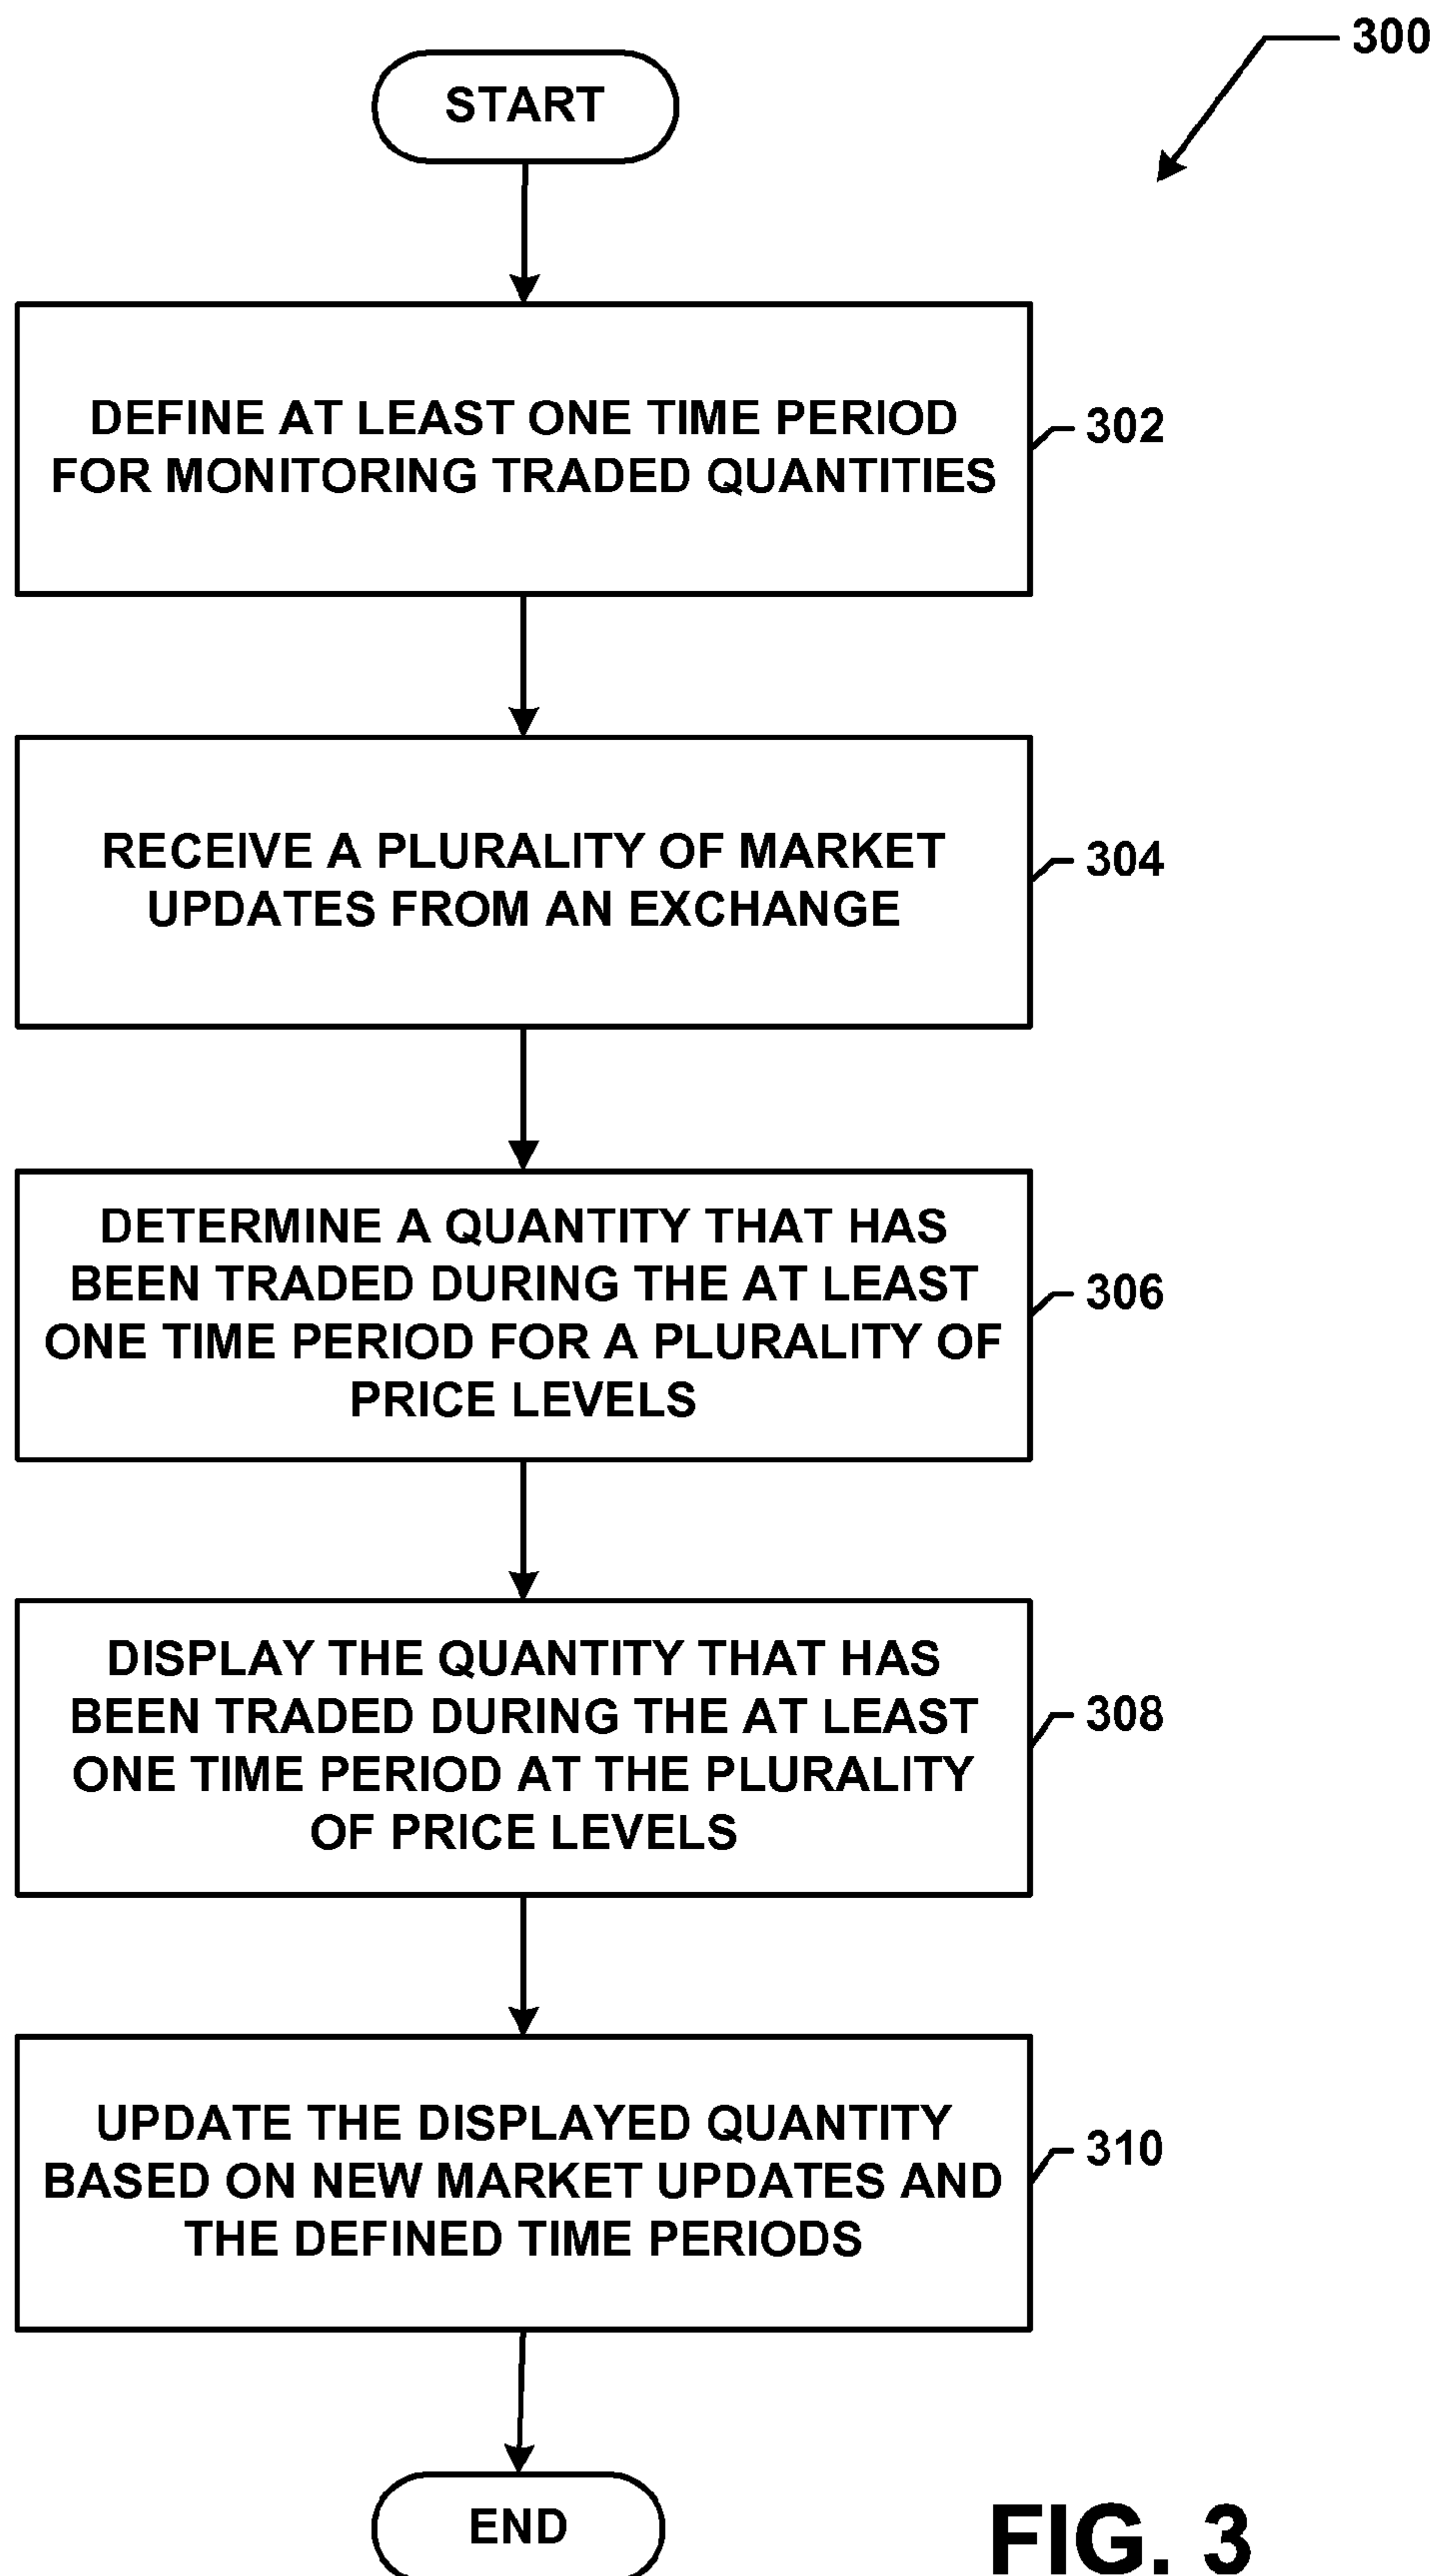 300
START
DEFINE AT LEAST ONE TIME PERIOD
FOR MONITORING TRADED QUANTITIES
302
RECEIVE A PLURALITY OF MARKET
UPDATES FROM AN EXCHANGE
304
DETERMINE A QUANTITY THAT HAS
BEEN TRADED DURING THE AT LEAST
ONE TIME PERIOD FOR A PLURALITY OF
PRICE LEVELS
306
DISPLAY THE QUANTITY THAT HAS
BEEN TRADED DURING THE AT LEAST
ONE TIME PERIOD AT THE PLURALITY
OF PRICE LEVELS
308
UPDATE THE DISPLAYED QUANTITY
BASED ON NEW MARKET UPDATES AND
THE DEFINED TIME PERIODS
310
END
FIG. 3